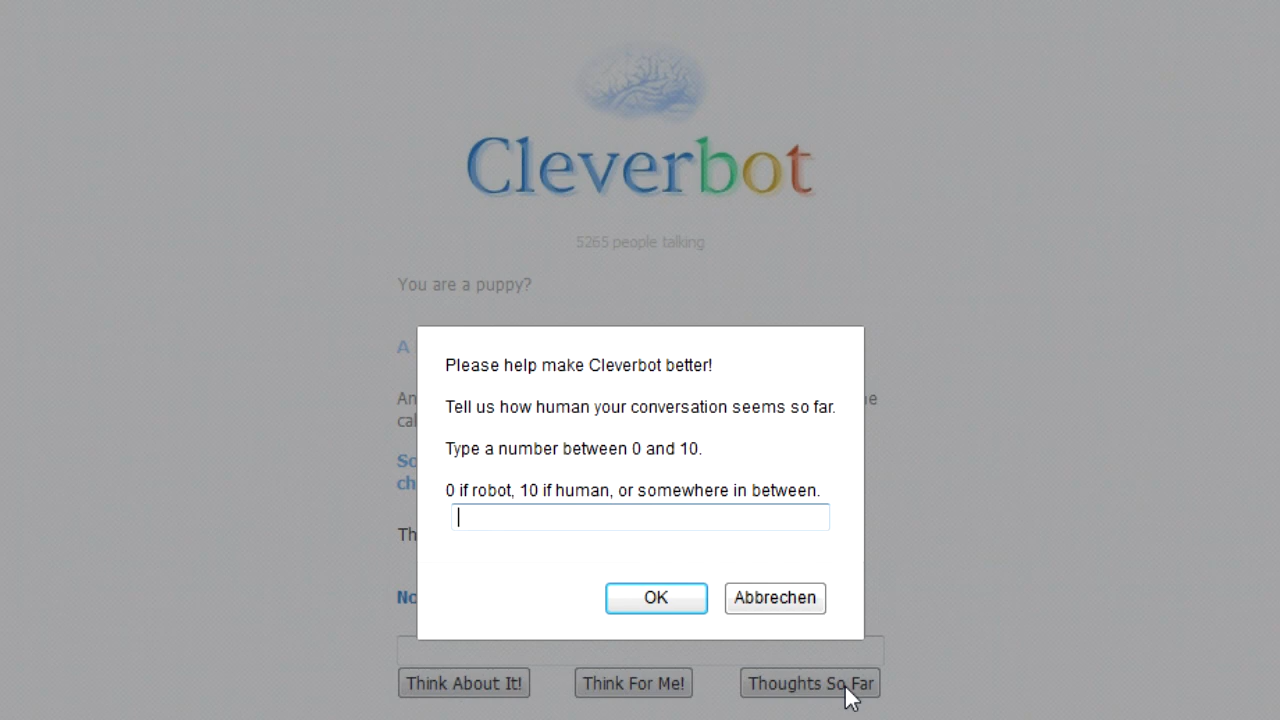 Cleverbot
5265 people talking
You are a puppy?
A
Please help make Cleverbot better!
Tell us how human your conversation seems so far.
Type a number between 0 and 10.
0 if robot, 10 if human, or somewhere in between.
OK Abbrechen
Think About It! Think For Me! Thoughts So Far